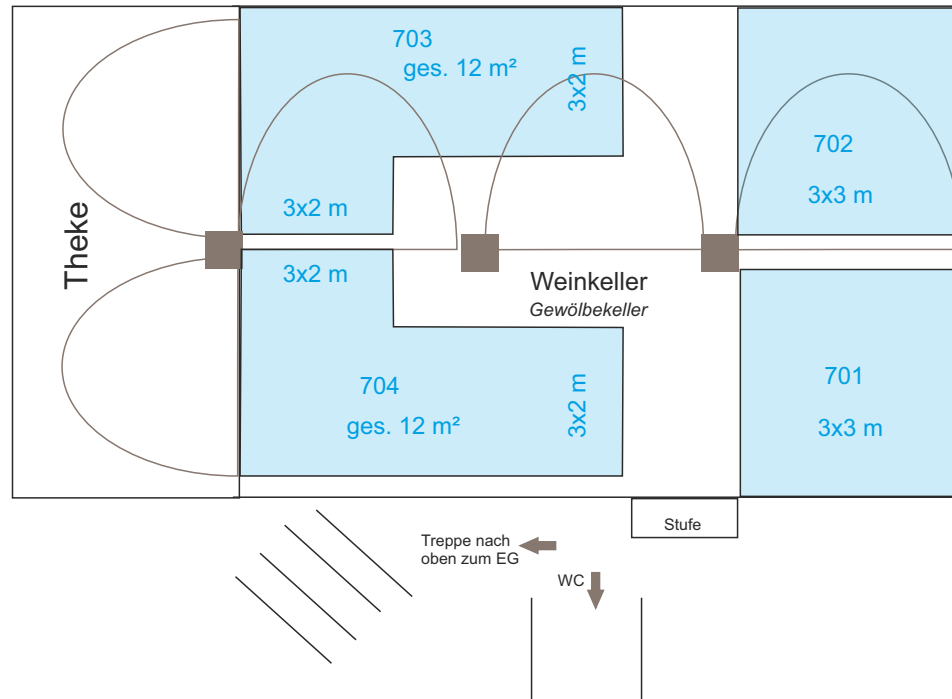 703
ges. 12 m²
3x2 m
3x2 m
702
3x3 m
Theke
3x2 m
Weinkeller
Gewölbekeller
704
ges. 12 m²
3x2 m
701
3x3 m
Stufe
Treppe nach
oben zum EG
WC